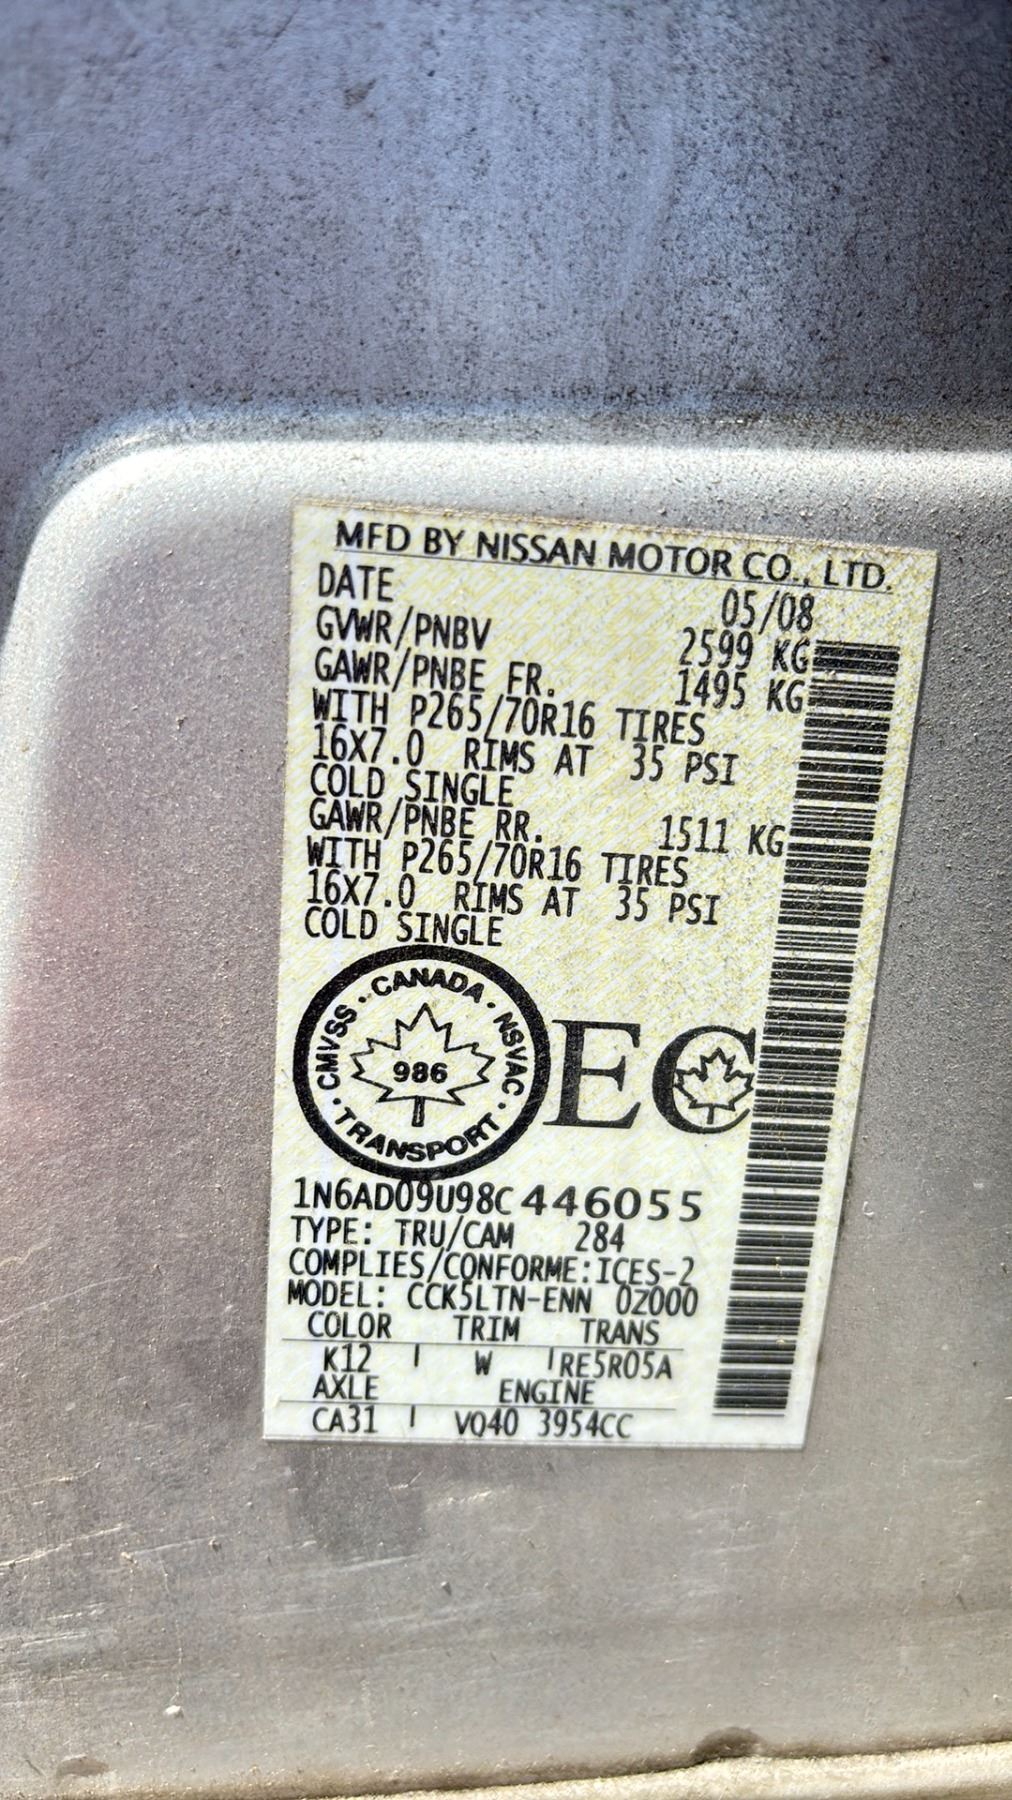 MFD BY NISSAN MOTOR CO., LTD.
DATE 05/08
GVWR/PNBV 2599 KG
GAWR/PNBE FR. 1495 KG
WITH P265/70R16 TIRES
16X7.0 RIMS AT 35 PSI
COLD SINGLE
GAWR/PNBE RR. 1511 KG
WITH P265/70R16 TIRES
16X7.0 RIMS AT 35 PSI
COLD SINGLE
CMVSS · CANADA · NSVAC · TRANSPORT ·
986
EC
1N6AD09U98C446055
TYPE: TRU/CAM 284
COMPLIES/CONFORME:ICES-2
MODEL: CCK5LTN-ENN 0Z000
COLOR TRIM TRANS
K12 W RE5R05A
AXLE ENGINE
CA31 VQ40 3954CC